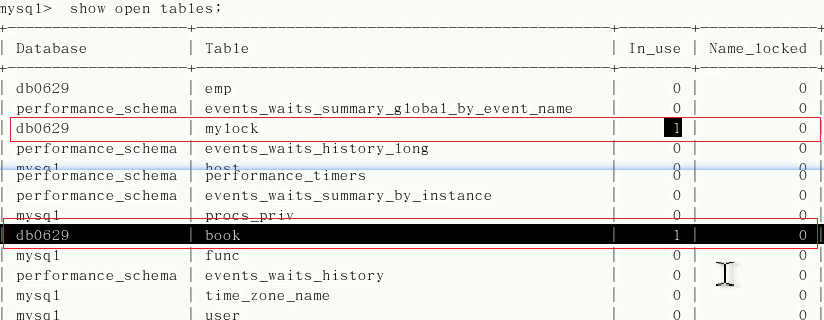 mysql>  show open tables;
| Database | Table | In_use | Name_locked |
| db0629 | emp | 0 | 0 |
| performance_schema | events_waits_summary_global_by_event_name | 0 | 0 |
| db0629 | mylock | 1 | 0 |
| performance_schema | events_waits_history_long | 0 | 0 |
| mysql | host | 0 | 0 |
| performance_schema | performance_timers | 0 | 0 |
| performance_schema | events_waits_summary_by_instance | 0 | 0 |
| mysql | procs_priv | 0 | 0 |
| db0629 | book | 1 | 0 |
| mysql | func | 0 | 0 |
| performance_schema | events_waits_history | 0 | 0 |
| mysql | time_zone_name | 0 | 0 |
| mysql | user | 0 | 0 |